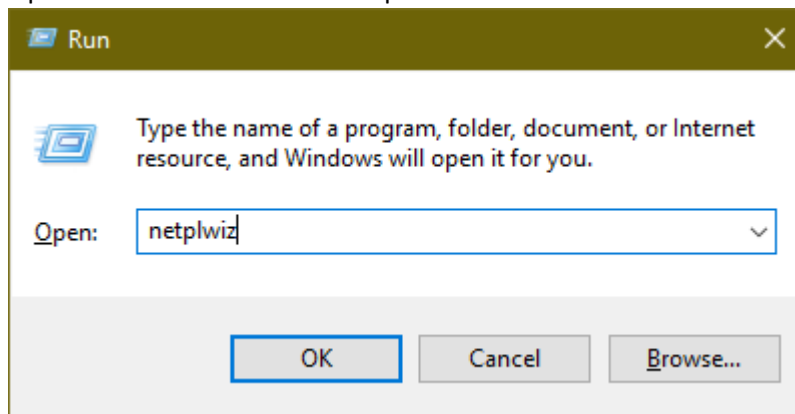 Run
Type the name of a program, folder, document, or Internet
resource, and Windows will open it for you.
Open: netplwiz
OK Cancel Browse...